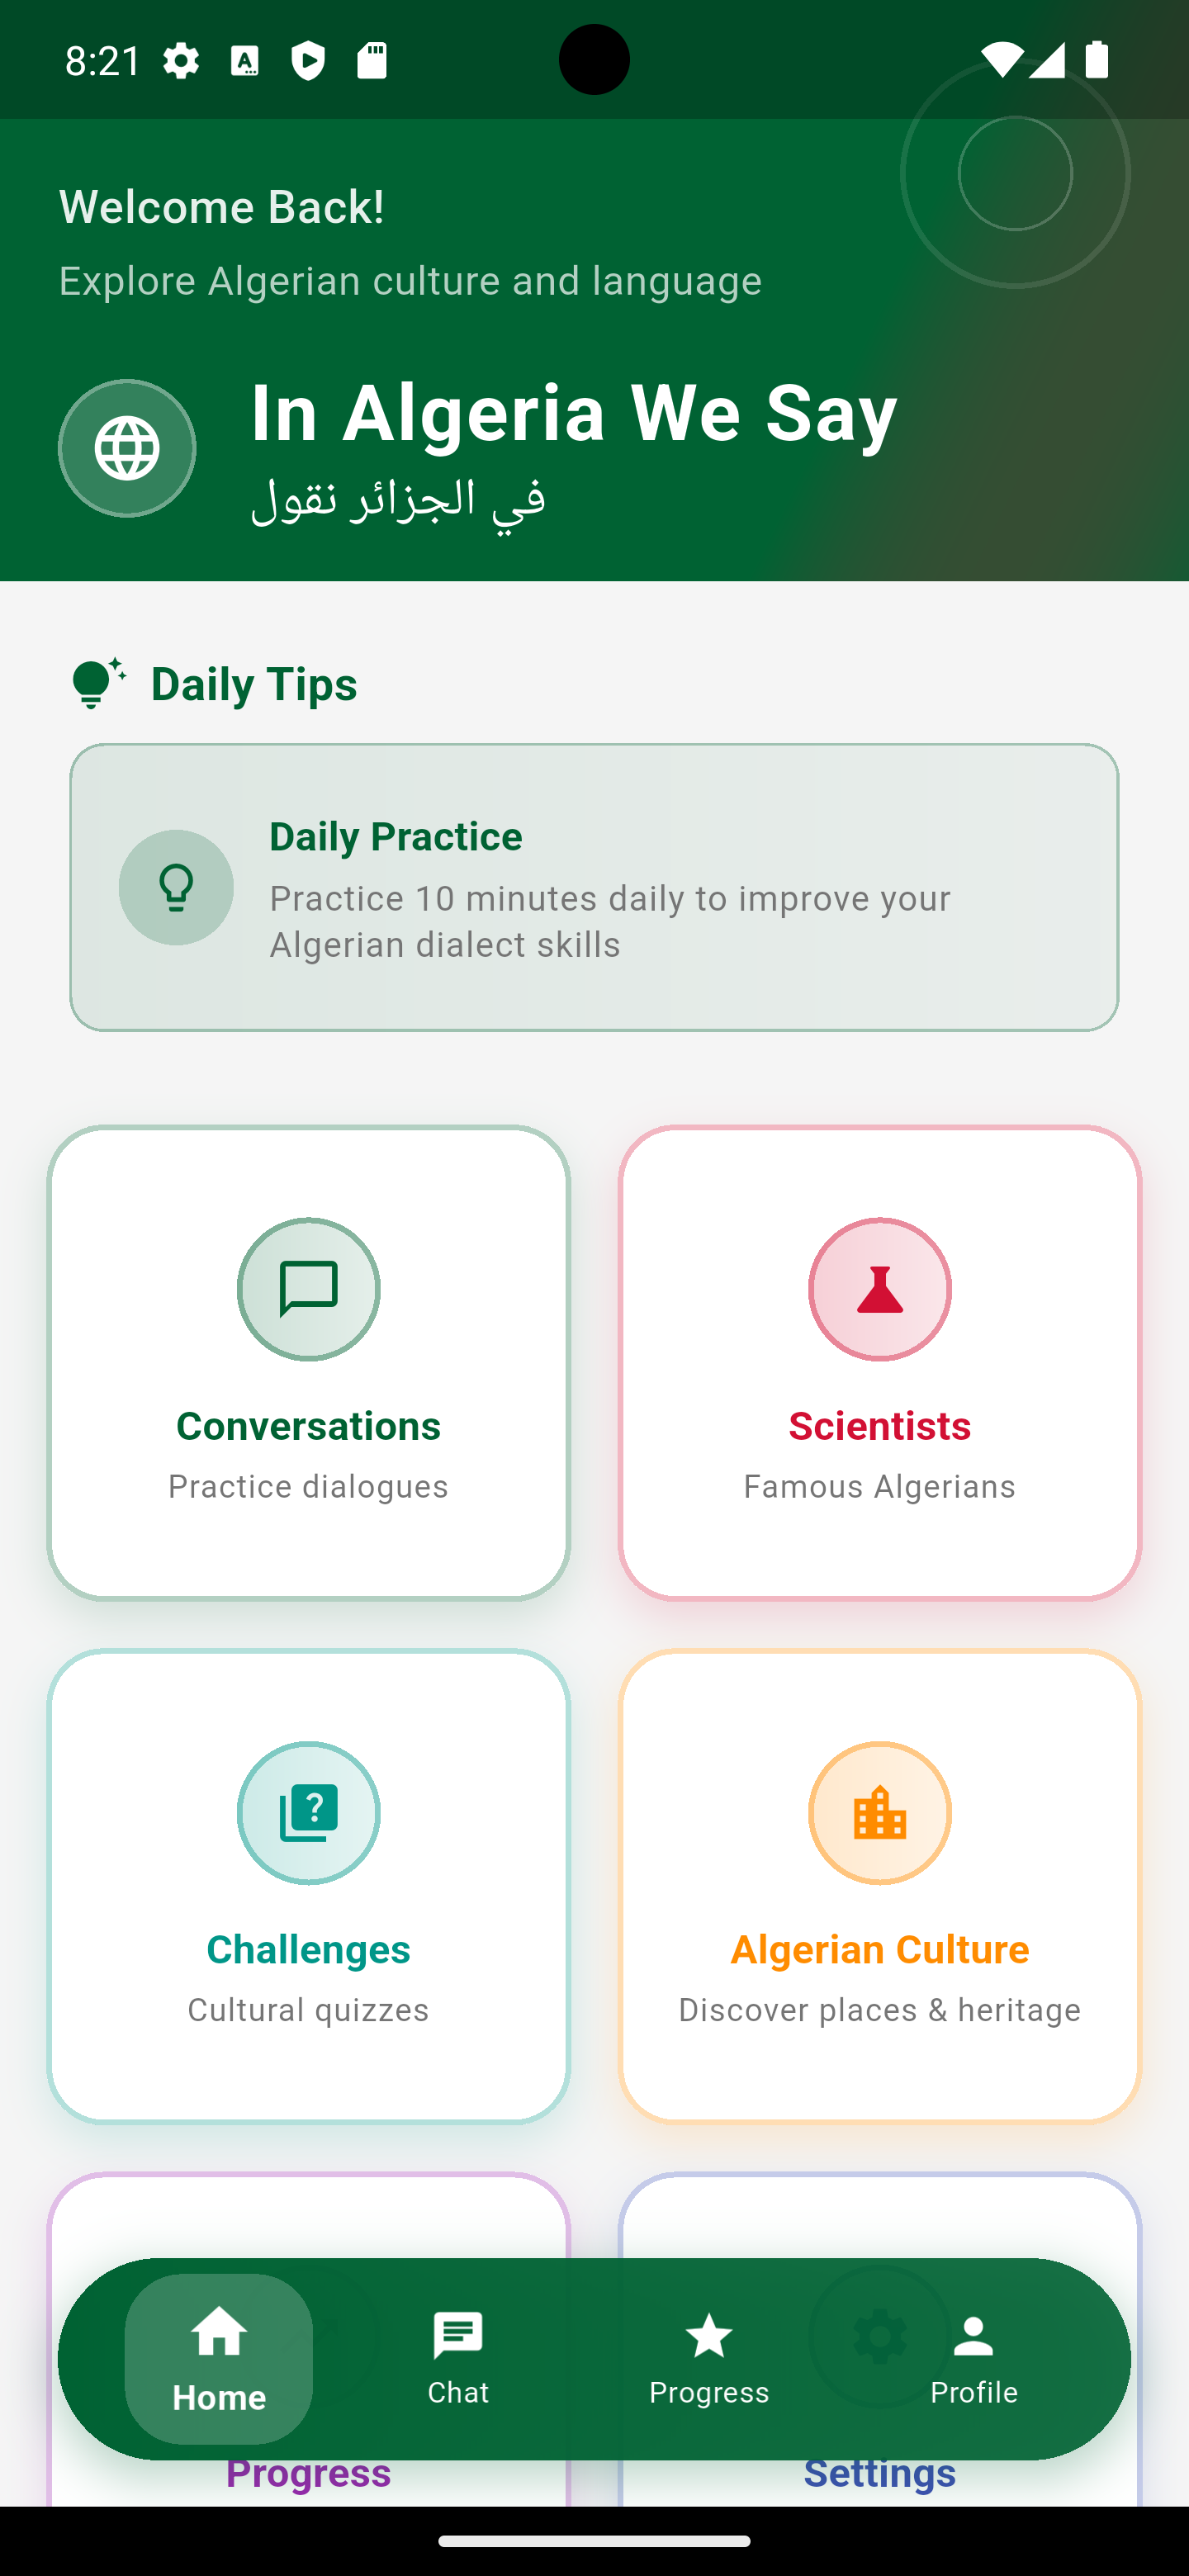 8:21
Welcome Back!
Explore Algerian culture and language
In Algeria We Say
في الجزائر نقول
Daily Tips
Daily Practice
Practice 10 minutes daily to improve your
Algerian dialect skills
Conversations
Practice dialogues
Scientists
Famous Algerians
Challenges
Cultural quizzes
Algerian Culture
Discover places & heritage
Home
Chat
Progress
Profile
Progress
Settings